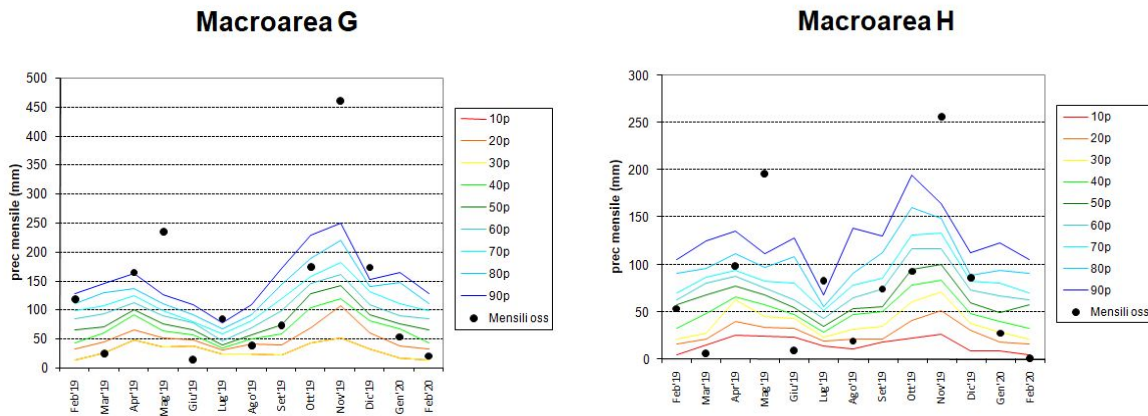 Macroarea G
prec mensile (mm)
500
450
400
350
300
250
200
150
100
50
0
Feb'19
Mar'19
Apr'19
Mag'19
Giu'19
Lug'19
Ago'19
Set'19
Ott'19
Nov'19
Dic'19
Gen'20
Feb'20
10p
20p
30p
40p
50p
60p
70p
80p
90p
Mensili oss
Macroarea H
prec mensile (mm)
300
250
200
150
100
50
0
Feb'19
Mar'19
Apr'19
Mag'19
Giu'19
Lug'19
Ago'19
Set'19
Ott'19
Nov'19
Dic'19
Gen'20
Feb'20
10p
20p
30p
40p
50p
60p
70p
80p
90p
Mensili oss